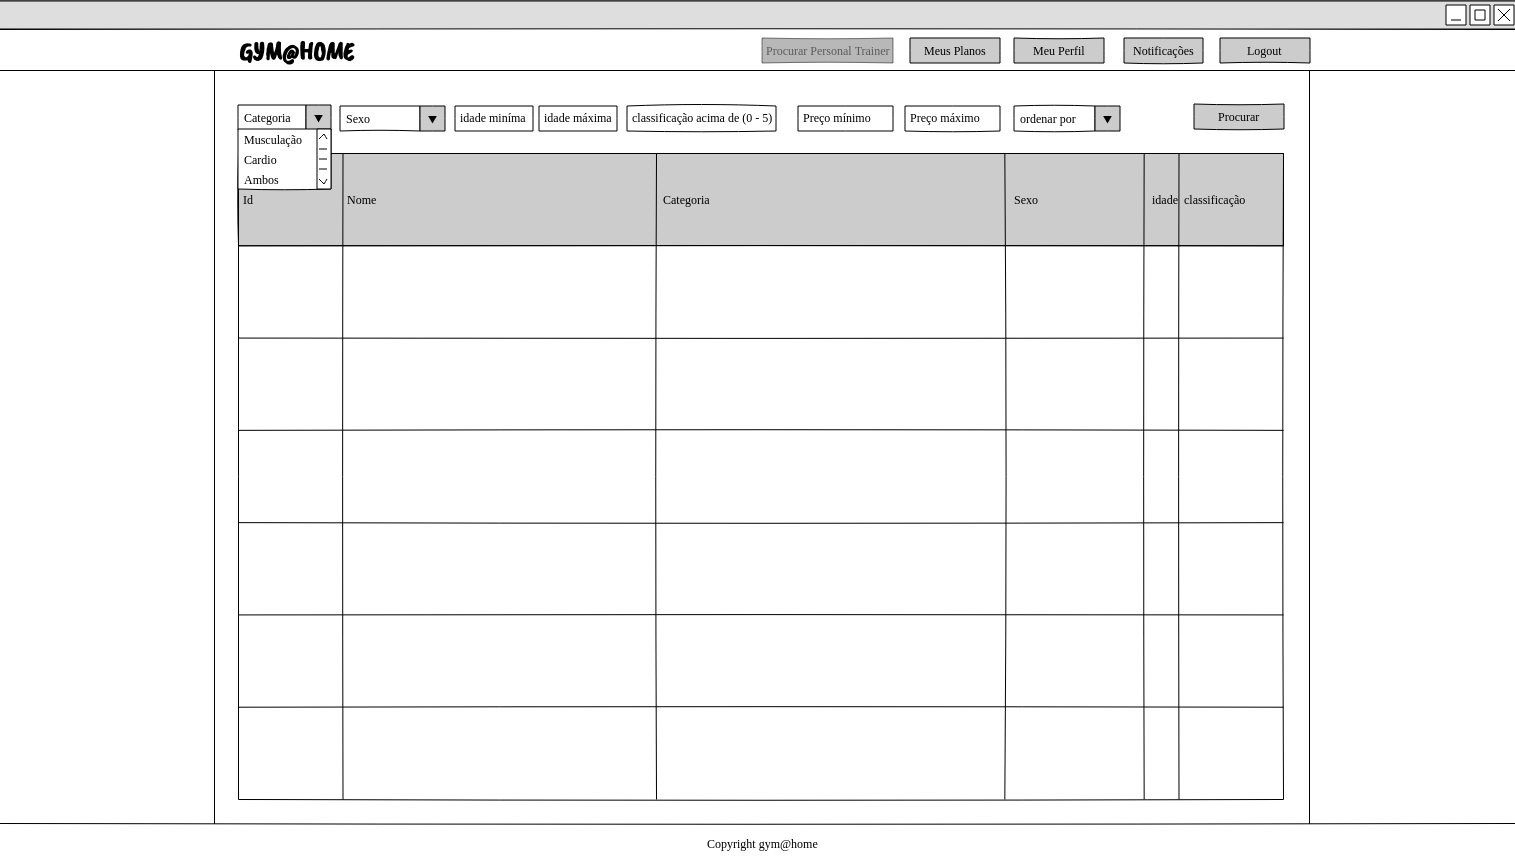 GYM@HOME
Procurar Personal Trainer
Meus Planos
Meu Perfil
Notificações
Logout
Categoria
Sexo
idade miníma
idade máxima
classificação acima de (0 - 5)
Preço mínimo
Preço máximo
ordenar por
Procurar
Musculação
Cardio
Ambos
Id
Nome
Categoria
Sexo
idade
classificação
Copyright gym@home